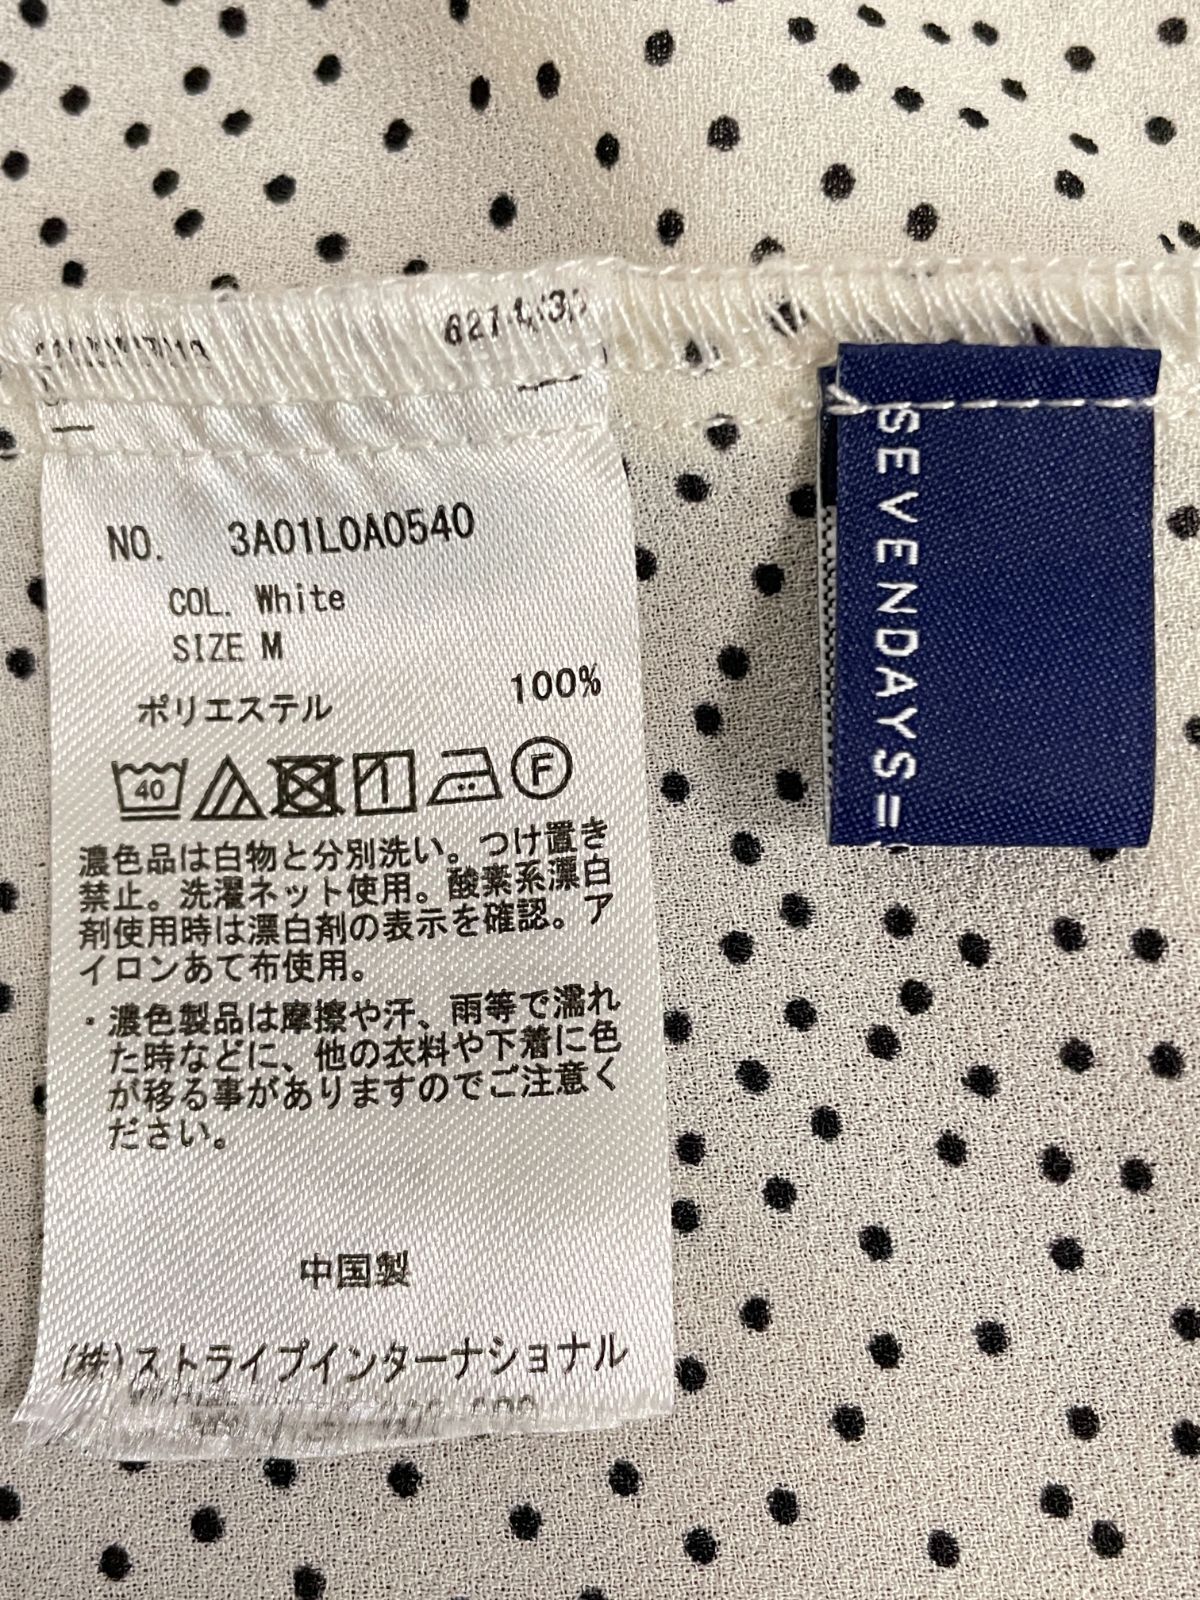 NO. 3A01L0A0540
COL. White
SIZE M
ポリエステル 100%
40
F
濃色品は白物と分別洗い。つけ置き
禁止。洗濯ネット使用。酸素系漂白
剤使用時は漂白剤の表示を確認。ア
イロンあて布使用。
・濃色製品は摩擦や汗、雨等で濡れ
た時などに、他の衣料や下着に色
が移る事がありますのでご注意く
ださい。
中国製
(株)ストライプインターナショナル
SEVENDAYS=